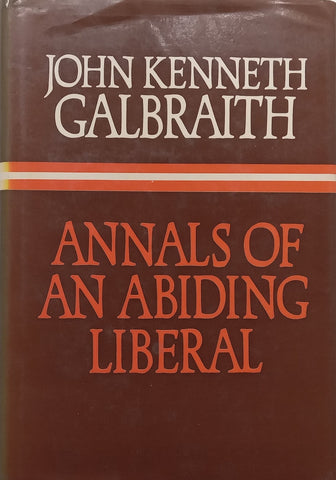 JOHN KENNETH
GALBRAITH
ANNALS OF
AN ABIDING
LIBERAL